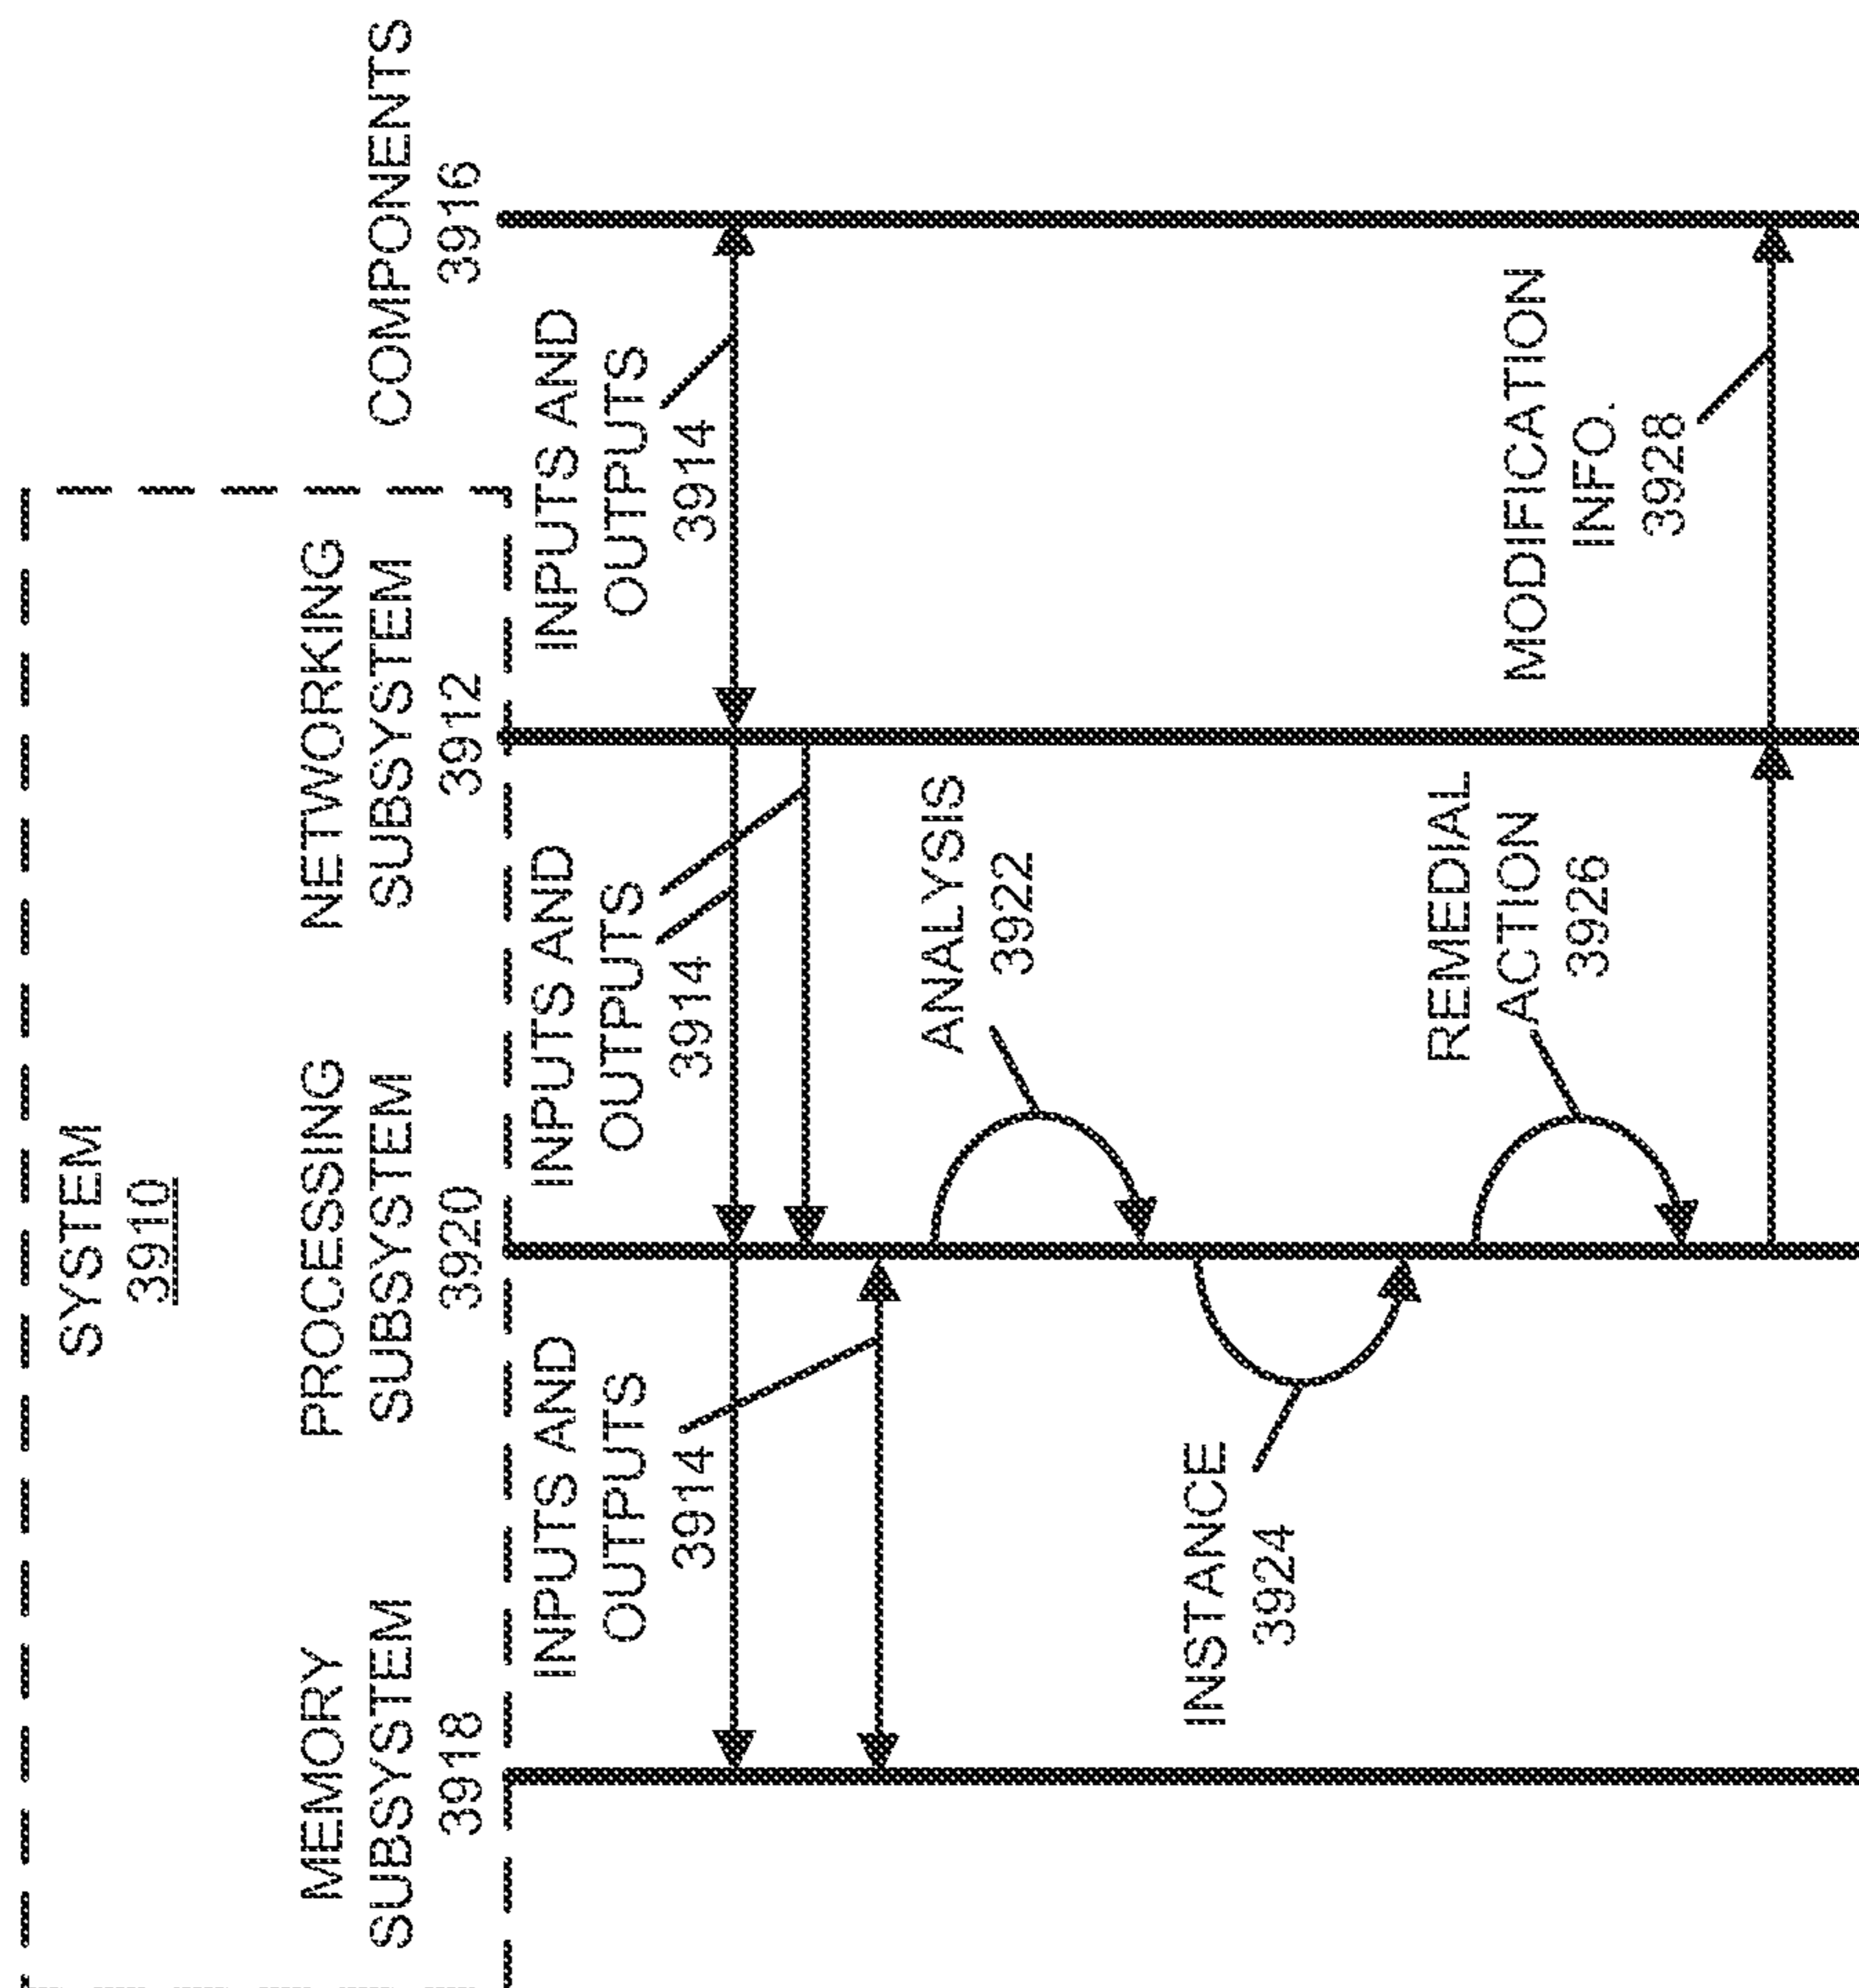 SYSTEM
3910
MEMORY
SUBSYSTEM
3918
PROCESSING
SUBSYSTEM
3920
NETWORKING
SUBSYSTEM
3912
COMPONENTS
3916
INPUTS AND
OUTPUTS
3914
INPUTS AND
OUTPUTS
3914
INPUTS AND
OUTPUTS
3914
ANALYSIS
3922
INSTANCE
3924
REMEDIAL
ACTION
3926
MODIFICATION
INFO.
3928